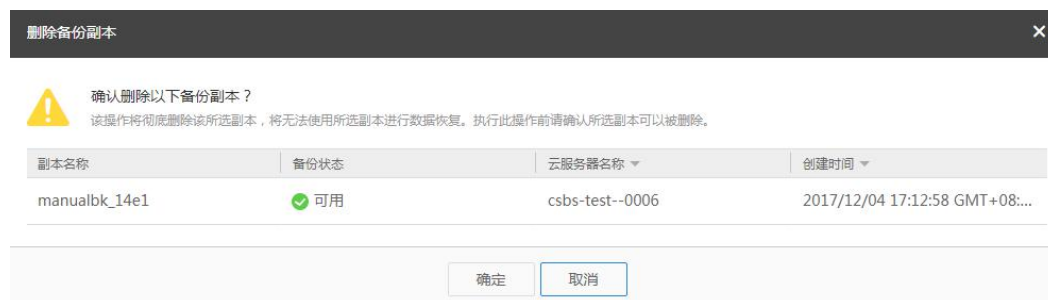 删除备份副本
确认删除以下备份副本？
该操作将彻底删除该所选副本，将无法使用所选副本进行数据恢复。执行此操作前请确认所选副本可以被删除。
副本名称 备份状态 云服务器名称 创建时间
manualbk_14e1 可用 csbs-test--0006 2017/12/04 17:12:58 GMT+08:...
确定 取消